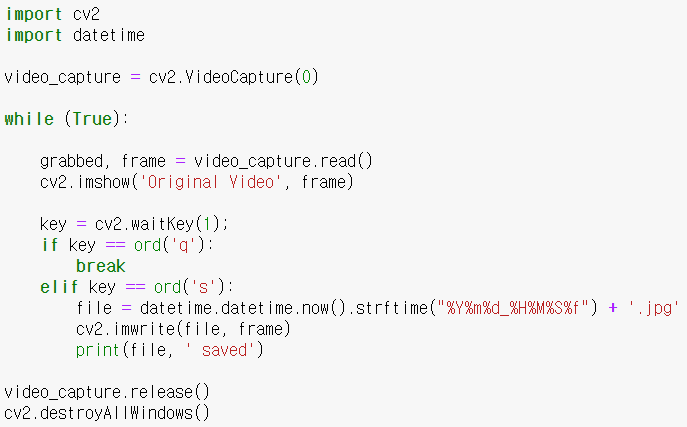 import cv2
import datetime

video_capture = cv2.VideoCapture(0)

while (True):

    grabbed, frame = video_capture.read()
    cv2.imshow('Original Video', frame)

    key = cv2.waitKey(1);
    if key == ord('q'):
        break
    elif key == ord('s'):
        file = datetime.datetime.now().strftime("%Y%m%d_%H%M%S%f") + '.jpg'
        cv2.imwrite(file, frame)
        print(file, ' saved')

video_capture.release()
cv2.destroyAllWindows()